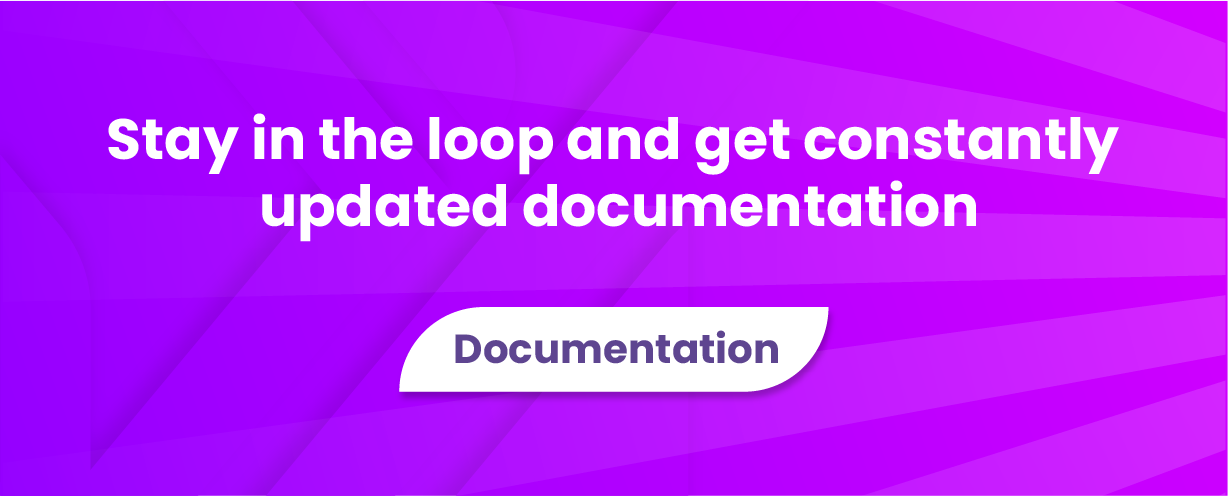 Stay in the loop and get constantly
updated documentation
Documentation